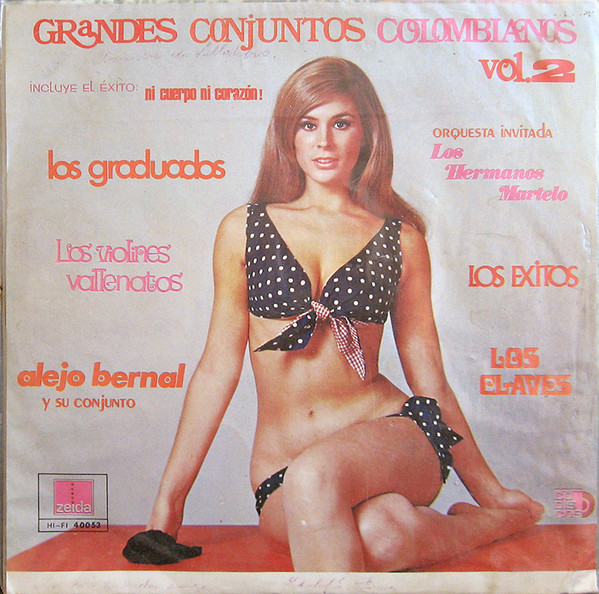 GRANDES CONJUNTOS COLOMBIANOS
vol.2
INCLUYE EL ÉXITO: ni cuerpo ni corazón!
los graduados
ORQUESTA INVITADA
Los
Hermanos
Martelo
Los violines
vallenatos
LOS EXITOS
alejo bernal
Y SU CONJUNTO
LOS
CLAVES
zeida
HI-FI 40053